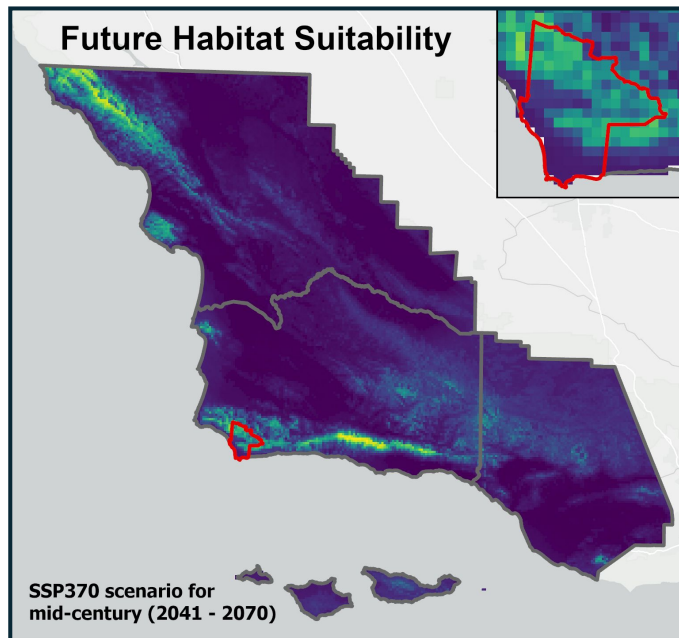 Future Habitat Suitability
SSP370 scenario for
mid-century (2041 - 2070)